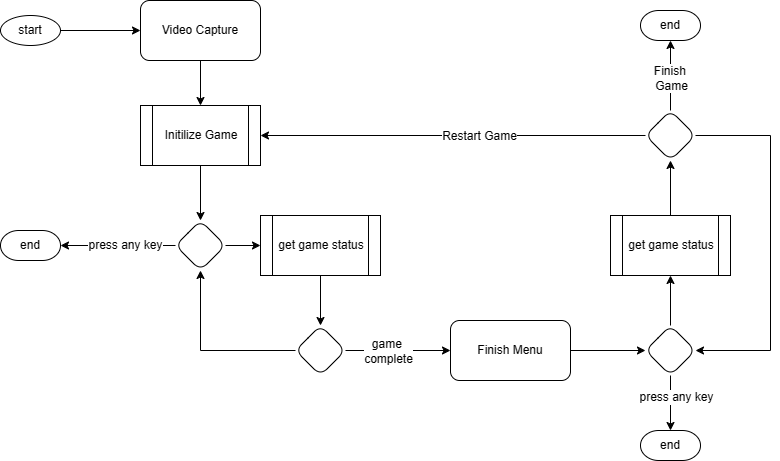 start
Video Capture
end
Finish
Game
Initilize Game
Restart Game
end
press any key
get game status
get game status
game
complete
Finish Menu
press any key
end